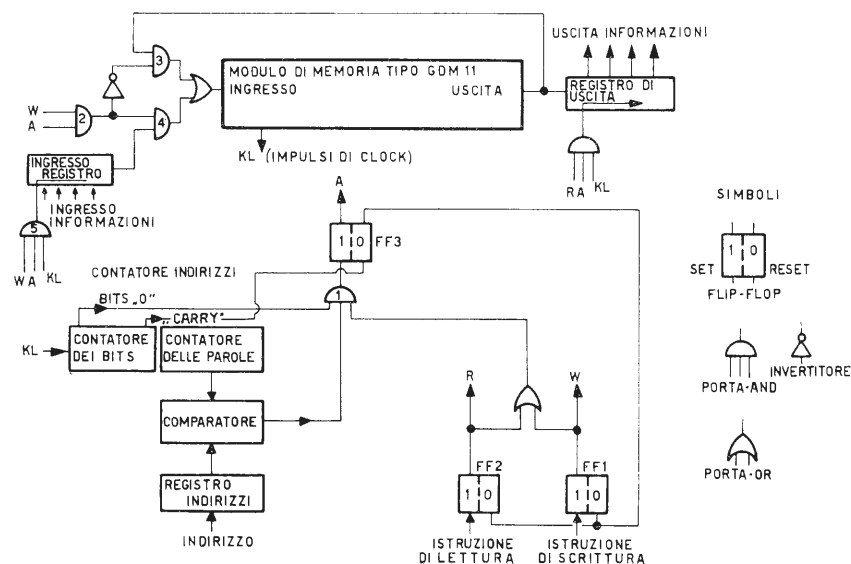 3
MODULO DI MEMORIA TIPO GDM 11
INGRESSO USCITA
USCITA INFORMAZIONI
REGISTRO DI
USCITA
W
A
2
4
KL (IMPULSI DI CLOCK)
INGRESSO
REGISTRO
INGRESSO
INFORMAZIONI
5
W A KL
RA KL
A
1 0 FF3
SIMBOLI
1 0
SET RESET
FLIP-FLOP
CONTATORE INDIRIZZI
BITS „0"
„CARRY"
1
KL
CONTATORE
DEI BITS
CONTATORE
DELLE PAROLE
COMPARATORE
REGISTRO
INDIRIZZI
INDIRIZZO
R
W
FF2
1 0
FF1
1 0
ISTRUZIONE
DI LETTURA
ISTRUZIONE
DI SCRITTURA
PORTA-AND
INVERTITORE
PORTA-OR